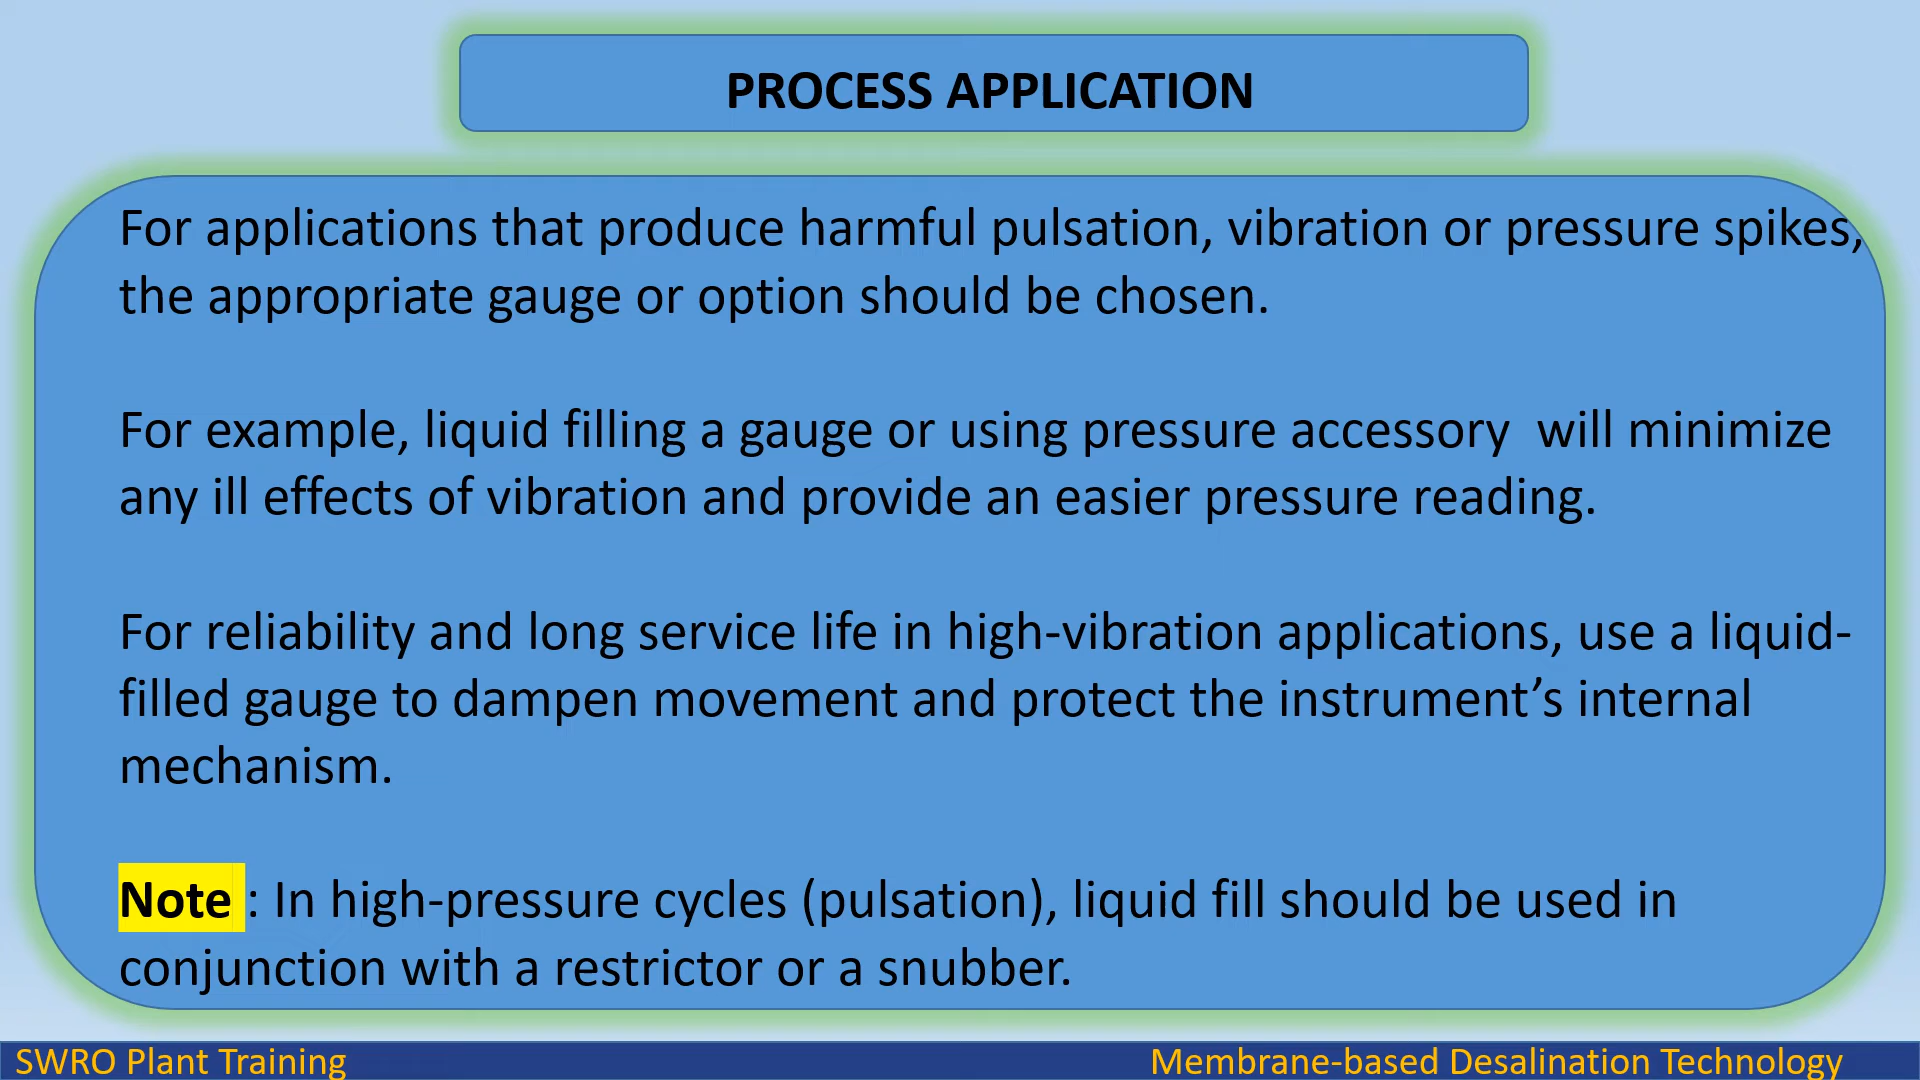 PROCESS APPLICATION
For applications that produce harmful pulsation, vibration or pressure spikes,
the appropriate gauge or option should be chosen.
For example, liquid filling a gauge or using pressure accessory  will minimize
any ill effects of vibration and provide an easier pressure reading.
For reliability and long service life in high-vibration applications, use a liquid-
filled gauge to dampen movement and protect the instrument’s internal
mechanism.
Note : In high-pressure cycles (pulsation), liquid fill should be used in
conjunction with a restrictor or a snubber.
SWRO Plant Training
Membrane-based Desalination Technology